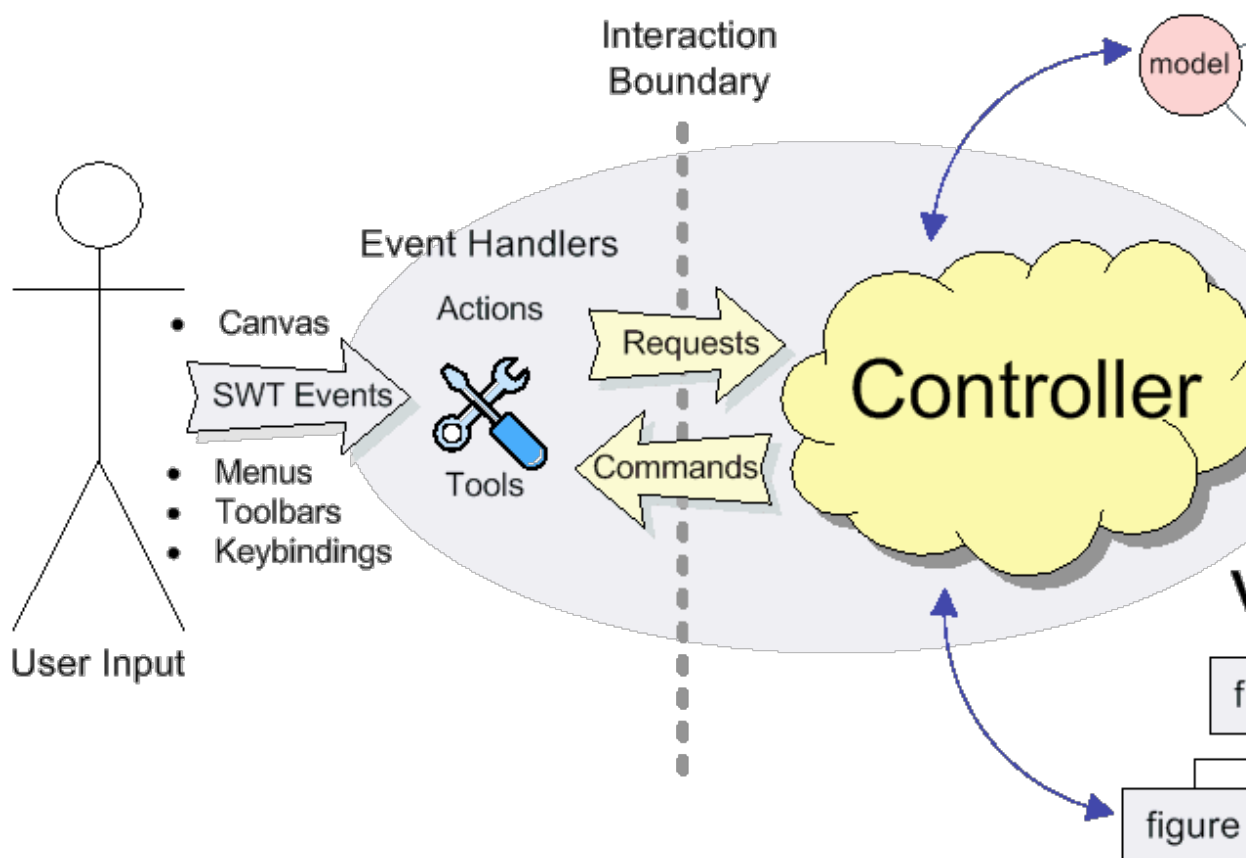 Interaction
Boundary
model
Event Handlers
Actions
• Canvas
Requests
SWT Events
Controller
Commands
Tools
• Menus
• Toolbars
• Keybindings
User Input
f
figure